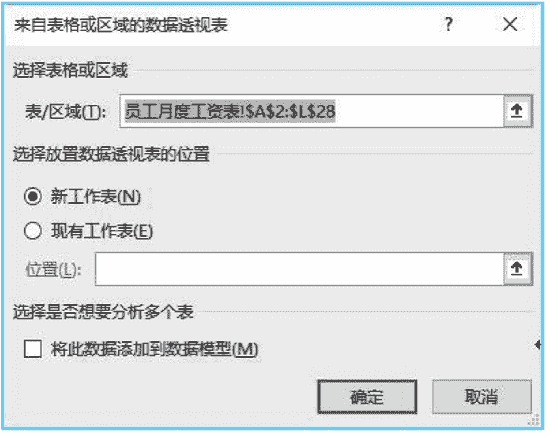 来自表格或区域的数据透视表 ?
选择表格或区域
表/区域(T): 员工月度工资表!$A$2:$L$28
选择放置数据透视表的位置
新工作表(N)
现有工作表(E)
位置(L):
选择是否想要分析多个表
将此数据添加到数据模型(M)
确定 取消